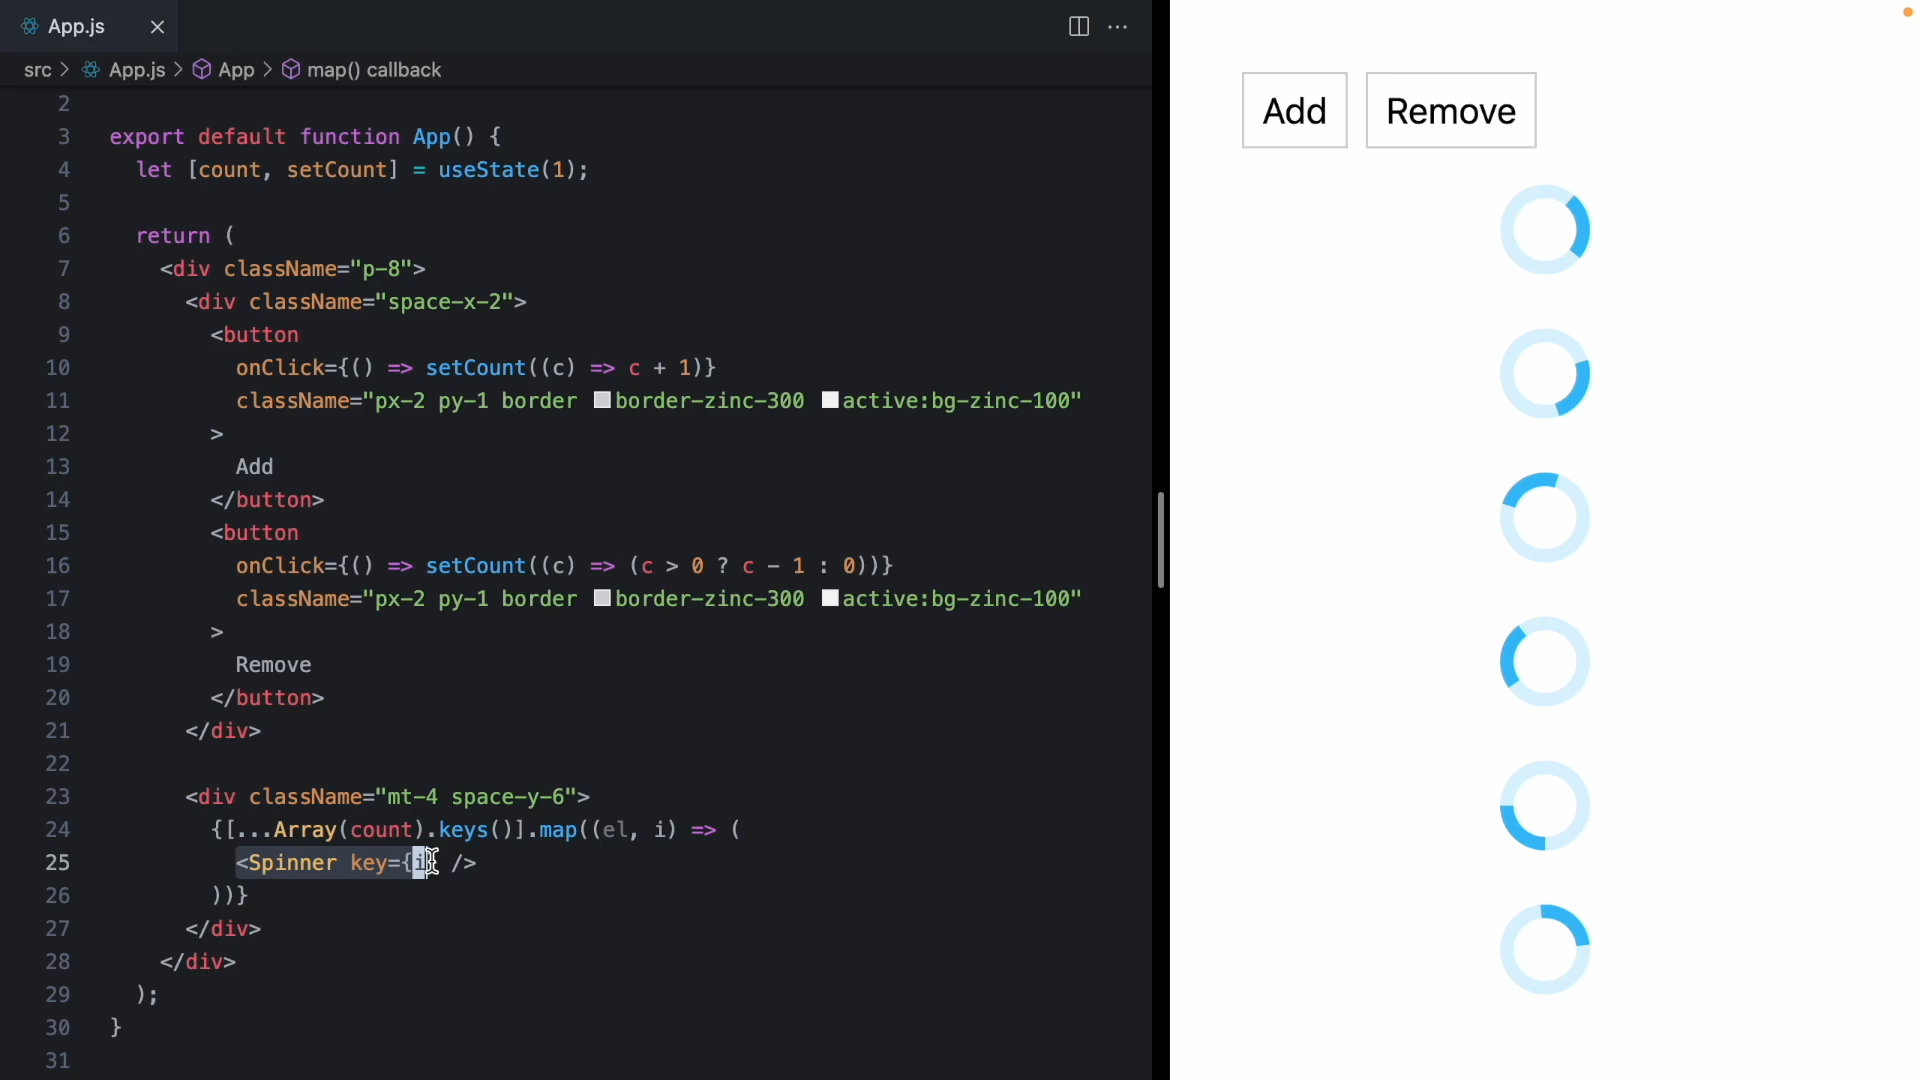 App.js
src > App.js > App > map() callback
2
3 export default function App() {
4 let [count, setCount] = useState(1);
5
6 return (
7 <div className="p-8">
8 <div className="space-x-2">
9 <button
10 onClick={() => setCount((c) => c + 1)}
11 className="px-2 py-1 border border-zinc-300 active:bg-zinc-100"
12 >
13 Add
14 </button>
15 <button
16 onClick={() => setCount((c) => (c > 0 ? c - 1 : 0))}
17 className="px-2 py-1 border border-zinc-300 active:bg-zinc-100"
18 >
19 Remove
20 </button>
21 </div>
22
23 <div className="mt-4 space-y-6">
24 {[...Array(count).keys()].map((el, i) => (
25 <Spinner key={i} />
26 ))}
27 </div>
28 </div>
29 );
30 }
31
Add Remove